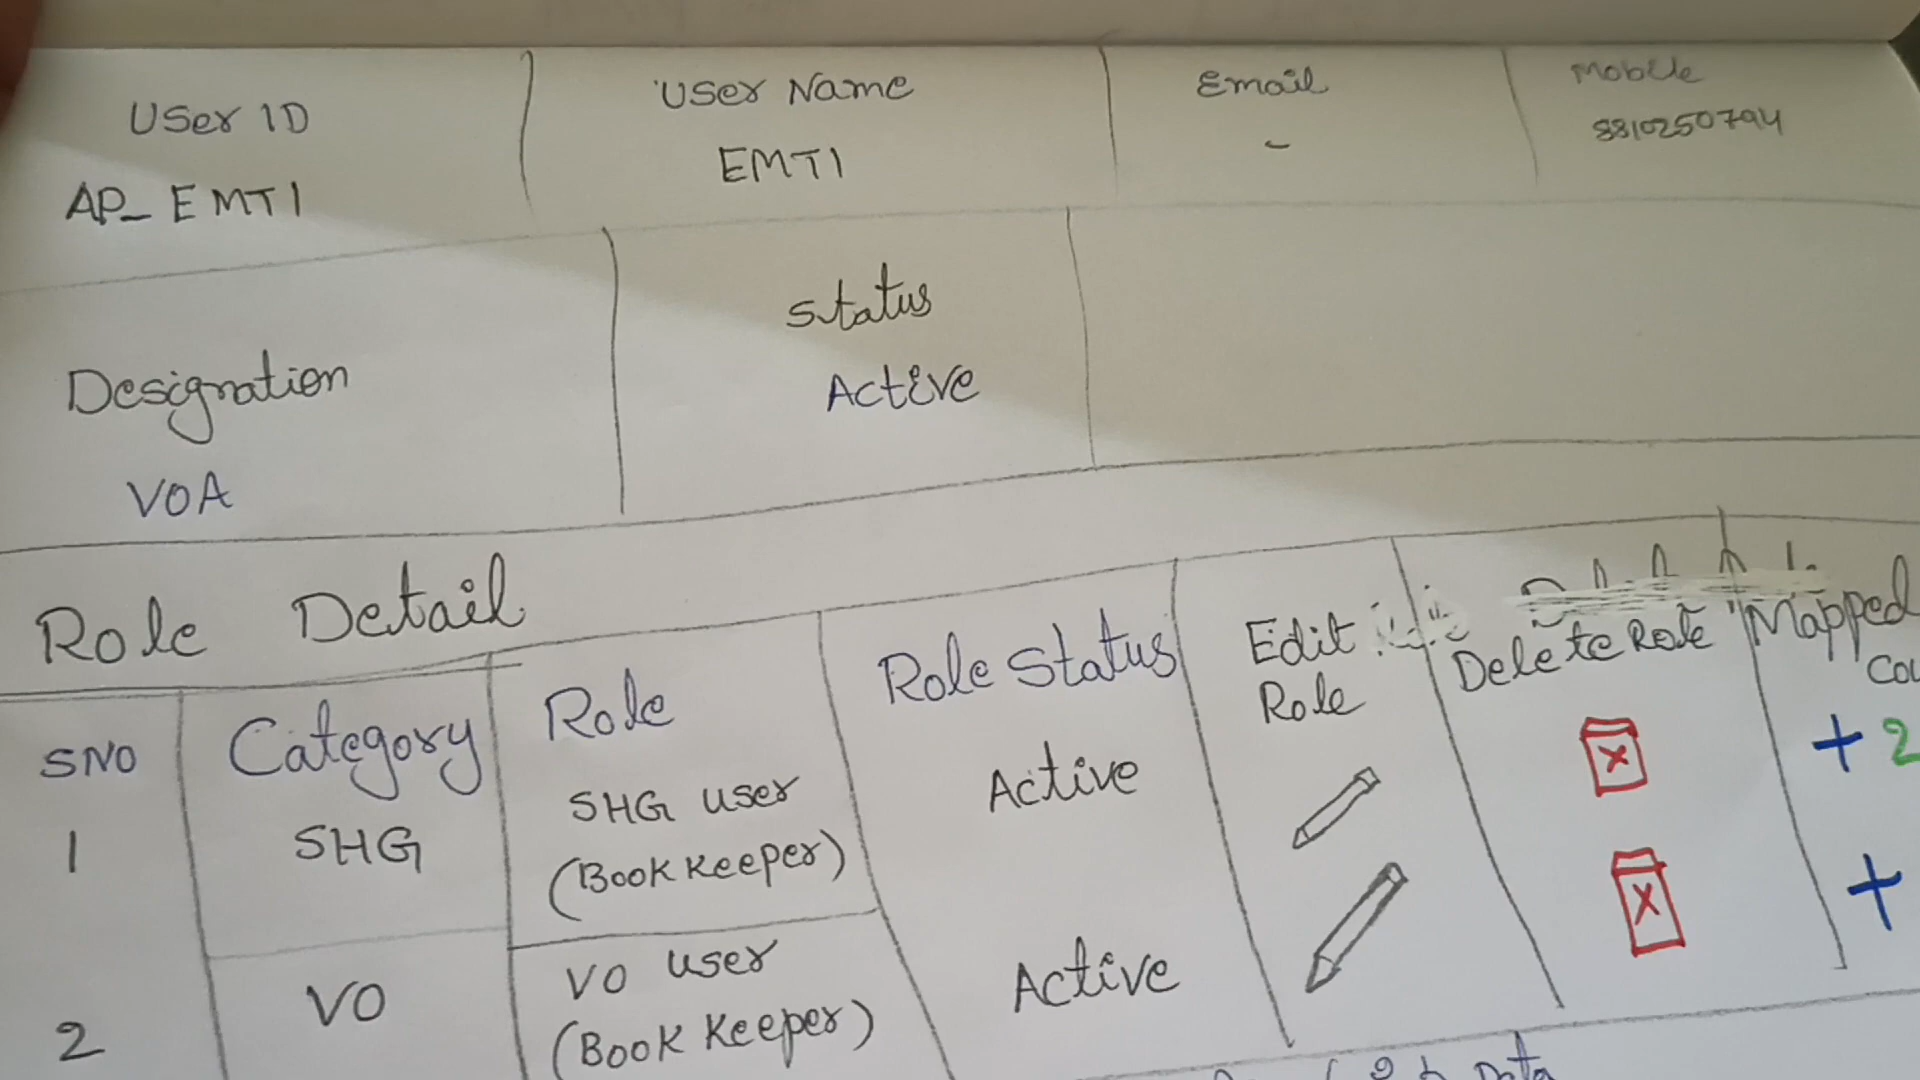 User ID User Name Email Mobile
AP_EMT1 EMT1 - 8810250794
Designation Status
VOA Active
Role Detail
SNO Category Role Role Status Edit Role Delete Role Mapped
1 SHG SHG user (Book Keeper) Active + 2
2 VO VO user (Book Keeper) Active +
Data